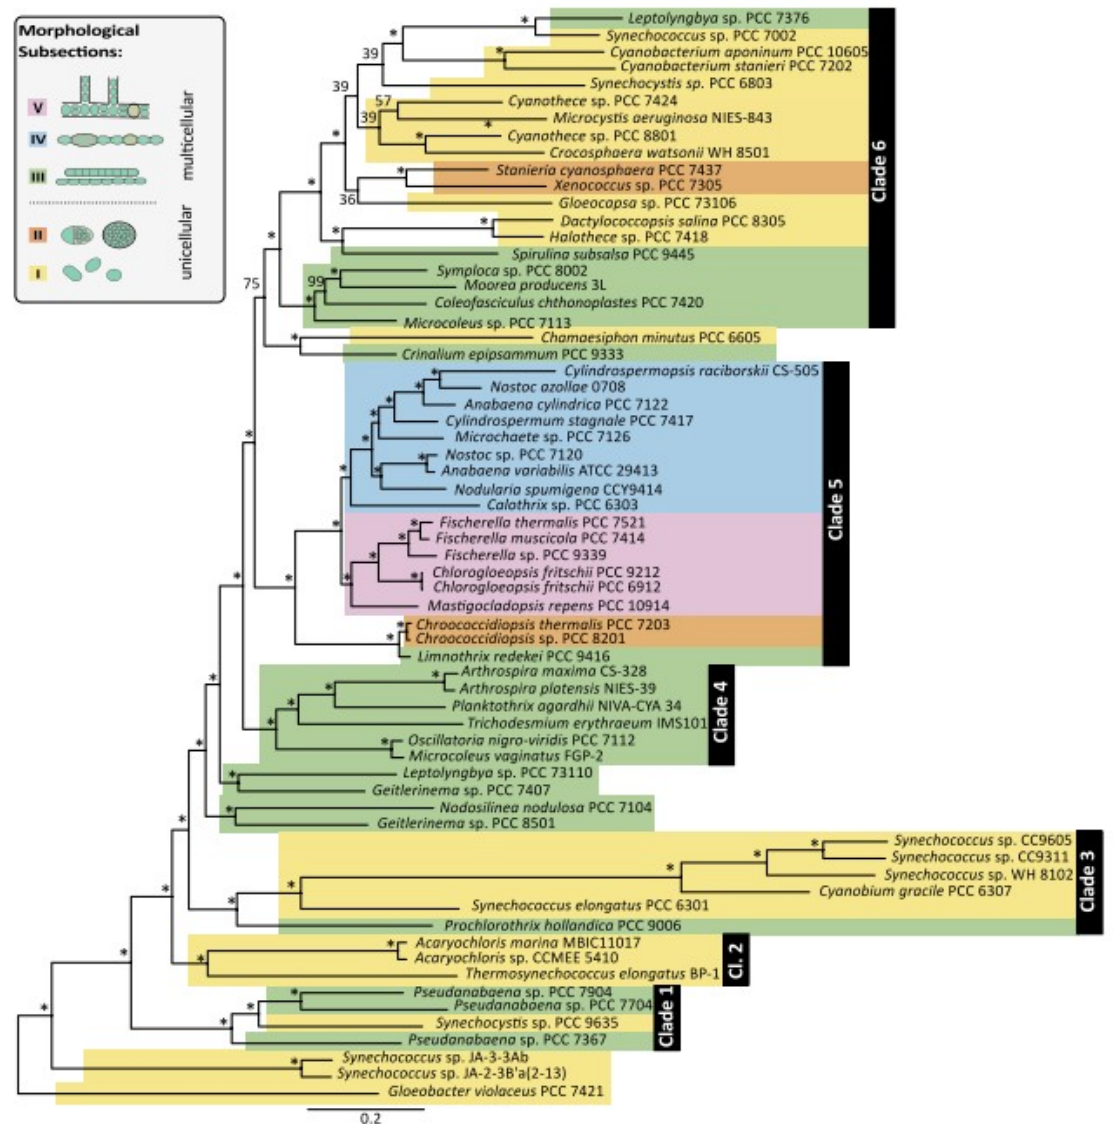 Morphological
Subsections:
V
IV
III
II
I
multicellular
unicellular
Leptolyngbya sp. PCC 7376
Synechococcus sp. PCC 7002
Cyanobacterium aponinum PCC 10605
Cyanobacterium stanieri PCC 7202
Synechocystis sp. PCC 6803
Cyanothece sp. PCC 7424
Microcystis aeruginosa NIES-843
Cyanothece sp. PCC 8801
Crocosphaera watsonii WH 8501
Stanieria cyanosphaera PCC 7437
Xenococcus sp. PCC 7305
Gloeocapsa sp. PCC 73106
Dactylococcopsis salina PCC 8305
Halothece sp. PCC 7418
Spirulina subsalsa PCC 9445
Symploca sp. PCC 8002
Moorea producens 3L
Coleofasciculus chthonoplastes PCC 7420
Microcoleus sp. PCC 7113
Chamaesiphon minutus PCC 6605
Crinalium epipsammum PCC 9333
Cylindrospermopsis raciborskii CS-505
Nostoc azollae 0708
Anabaena cylindrica PCC 7122
Cylindrospermum stagnale PCC 7417
Microchaete sp. PCC 7126
Nostoc sp. PCC 7120
Anabaena variabilis ATCC 29413
Nodularia spumigena CCY9414
Calothrix sp. PCC 6303
Fischerella thermalis PCC 7521
Fischerella muscicola PCC 7414
Fischerella sp. PCC 9339
Chlorogloeopsis fritschii PCC 9212
Chlorogloeopsis fritschii PCC 6912
Mastigocladopsis repens PCC 10914
Chroococcidiopsis thermalis PCC 7203
Chroococcidiopsis sp. PCC 8201
Limnothrix redekei PCC 9416
Arthrospira maxima CS-328
Arthrospira platensis NIES-39
Planktothrix agardhii NIVA-CYA 34
Trichodesmium erythraeum IMS101
Oscillatoria nigro-viridis PCC 7112
Microcoleus vaginatus FGP-2
Leptolyngbya sp. PCC 73110
Geitlerinema sp. PCC 7407
Nodosilinea nodulosa PCC 7104
Geitlerinema sp. PCC 8501
Synechococcus sp. CC9605
Synechococcus sp. CC9311
Synechococcus sp. WH 8102
Cyanobium gracile PCC 6307
Synechococcus elongatus PCC 6301
Prochlorothrix hollandica PCC 9006
Acaryochloris marina MBIC11017
Acaryochloris sp. CCMEE 5410
Thermosynechococcus elongatus BP-1
Pseudanabaena sp. PCC 7904
Pseudanabaena sp. PCC 7704
Synechocystis sp. PCC 9635
Pseudanabaena sp. PCC 7367
Synechococcus sp. JA-3-3Ab
Synechococcus sp. JA-2-3B'a(2-13)
Gloeobacter violaceus PCC 7421
39
39
57
39
36
99
75
Clade 6
Clade 5
Clade 4
Clade 3
Cl. 2
Clade 1
0.2